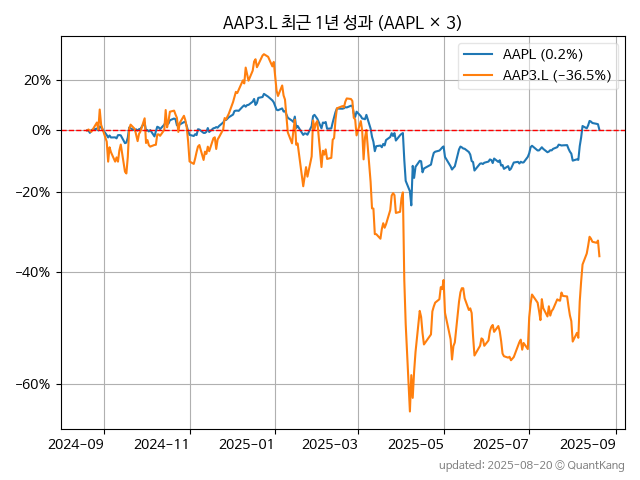 AAP3.L 최근 1년 성과 (AAPL × 3)
AAPL (0.2%)
AAP3.L (−36.5%)
20%
0%
−20%
−40%
−60%
2024-09 2024-11 2025-01 2025-03 2025-05 2025-07 2025-09
updated: 2025-08-20 © QuantKang